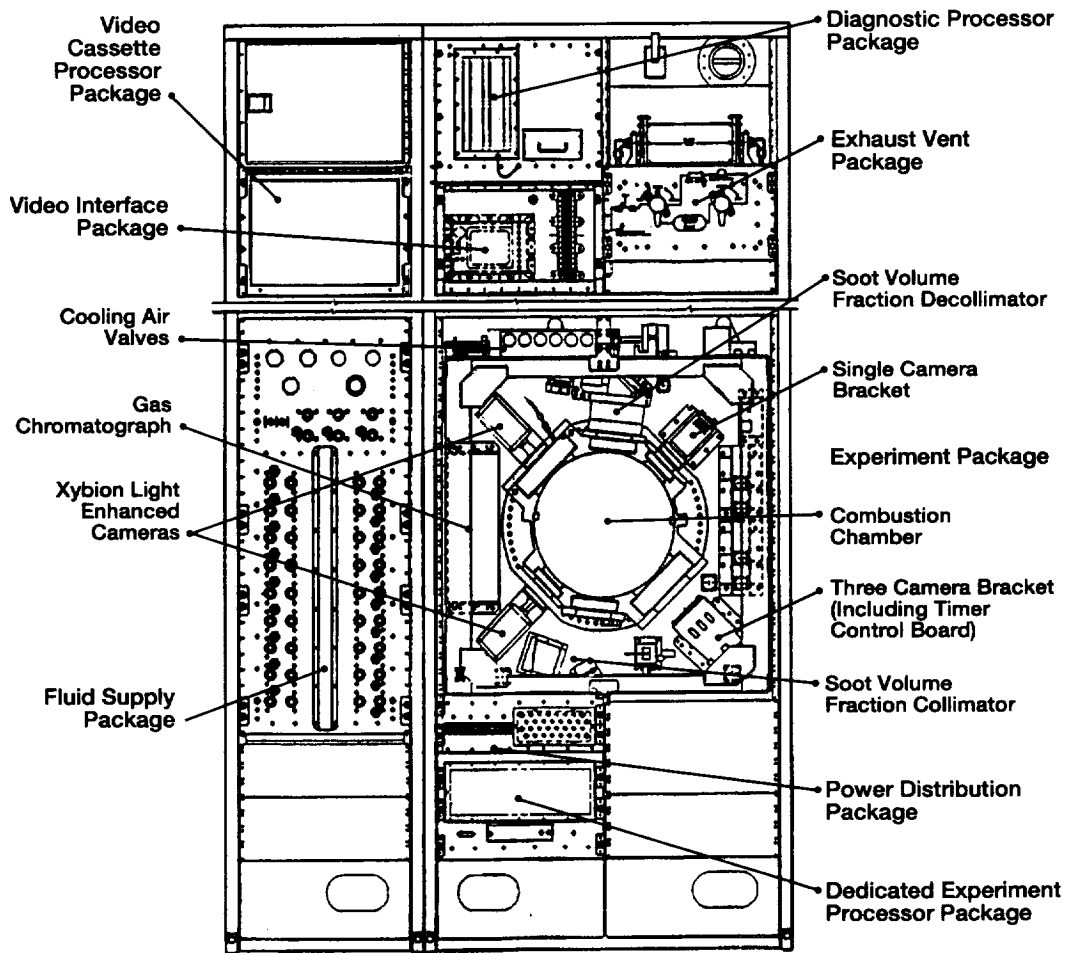 Video
Cassette
Processor
Package
Video Interface
Package
Cooling Air
Valves
Gas
Chromatograph
Xybion Light
Enhanced
Cameras
Fluid Supply
Package
Diagnostic Processor
Package
Exhaust Vent
Package
Soot Volume
Fraction Decollimator
Single Camera
Bracket
Experiment Package
Combustion
Chamber
Three Camera Bracket
(Including Timer
Control Board)
Soot Volume
Fraction Collimator
Power Distribution
Package
Dedicated Experiment
Processor Package